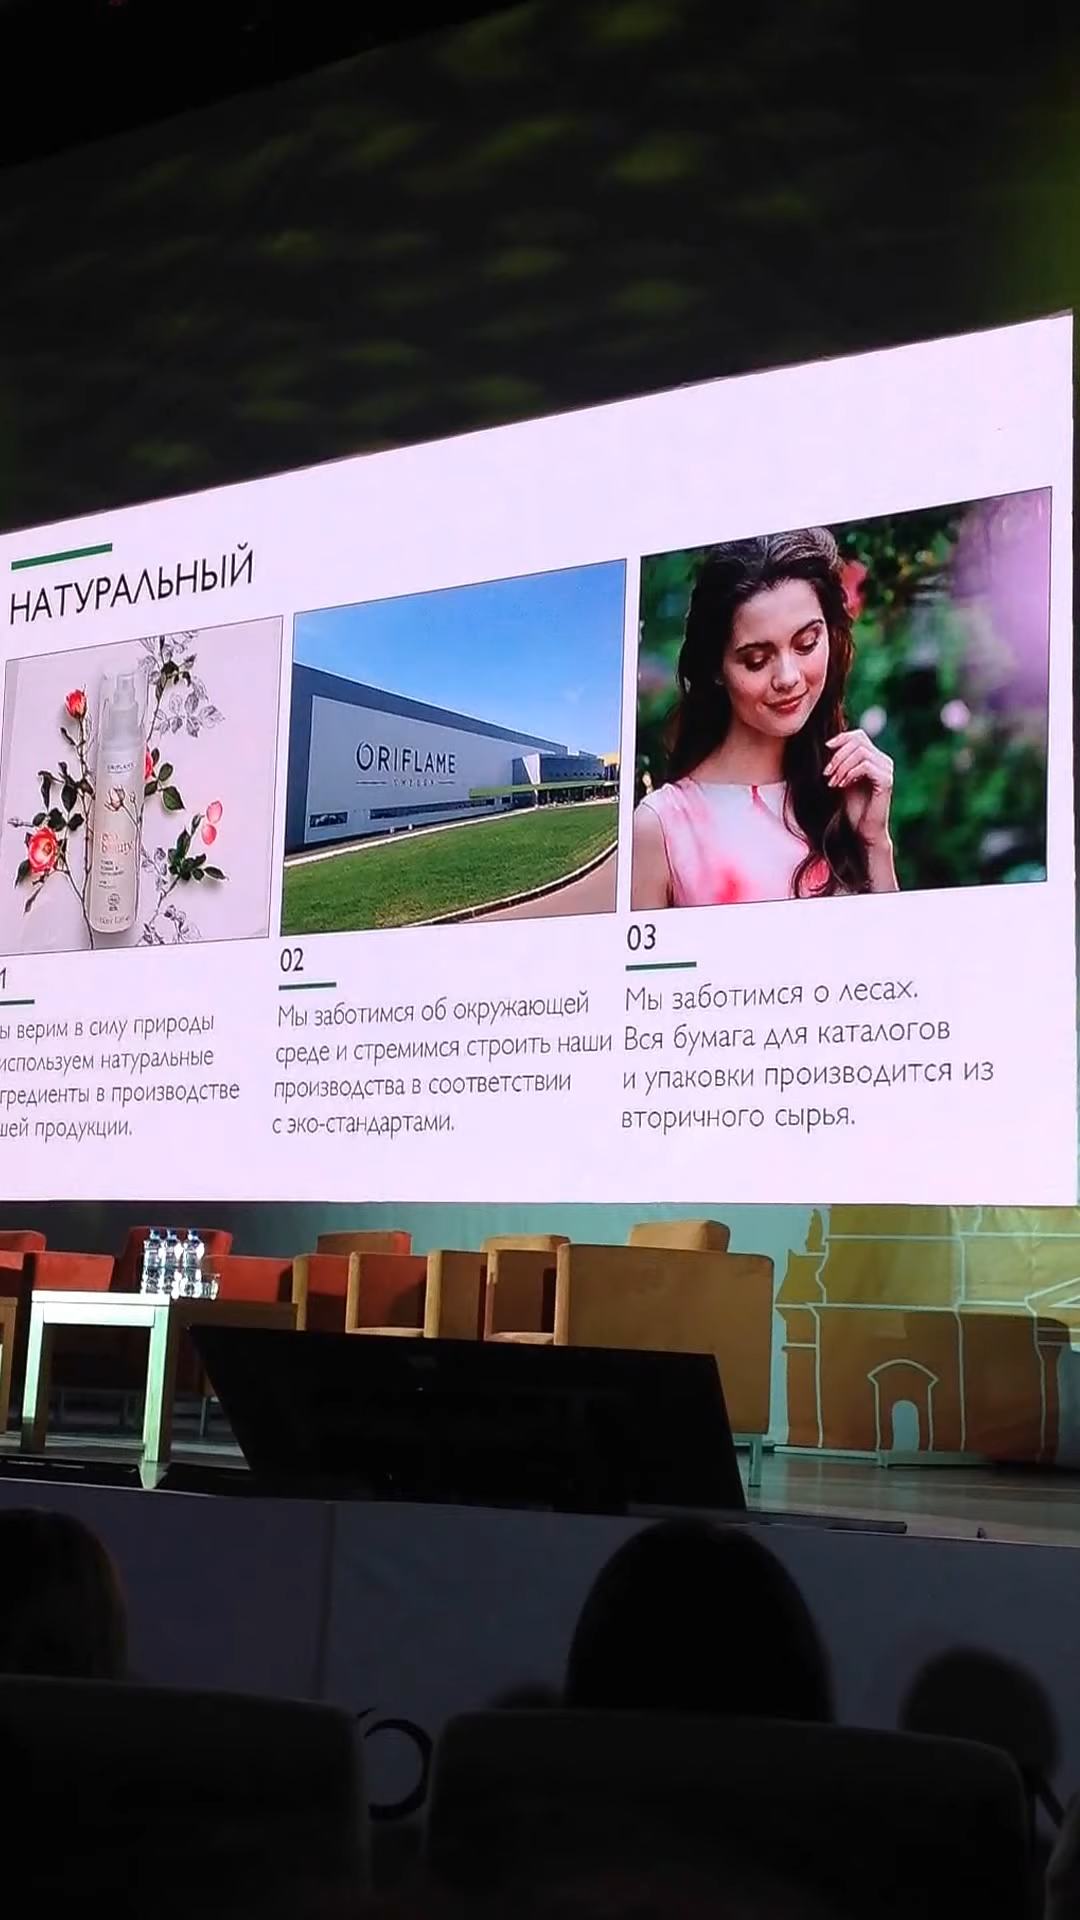 НАТУРАЛЬНЫЙ
ORIFLAME
SWEDEN
02
03
ы верим в силу природы
используем натуральные
гредиенты в производстве
шей продукции.
Мы заботимся об окружающей
среде и стремимся строить наши
производства в соответствии
с эко-стандартами.
Мы заботимся о лесах.
Вся бумага для каталогов
и упаковки производится из
вторичного сырья.